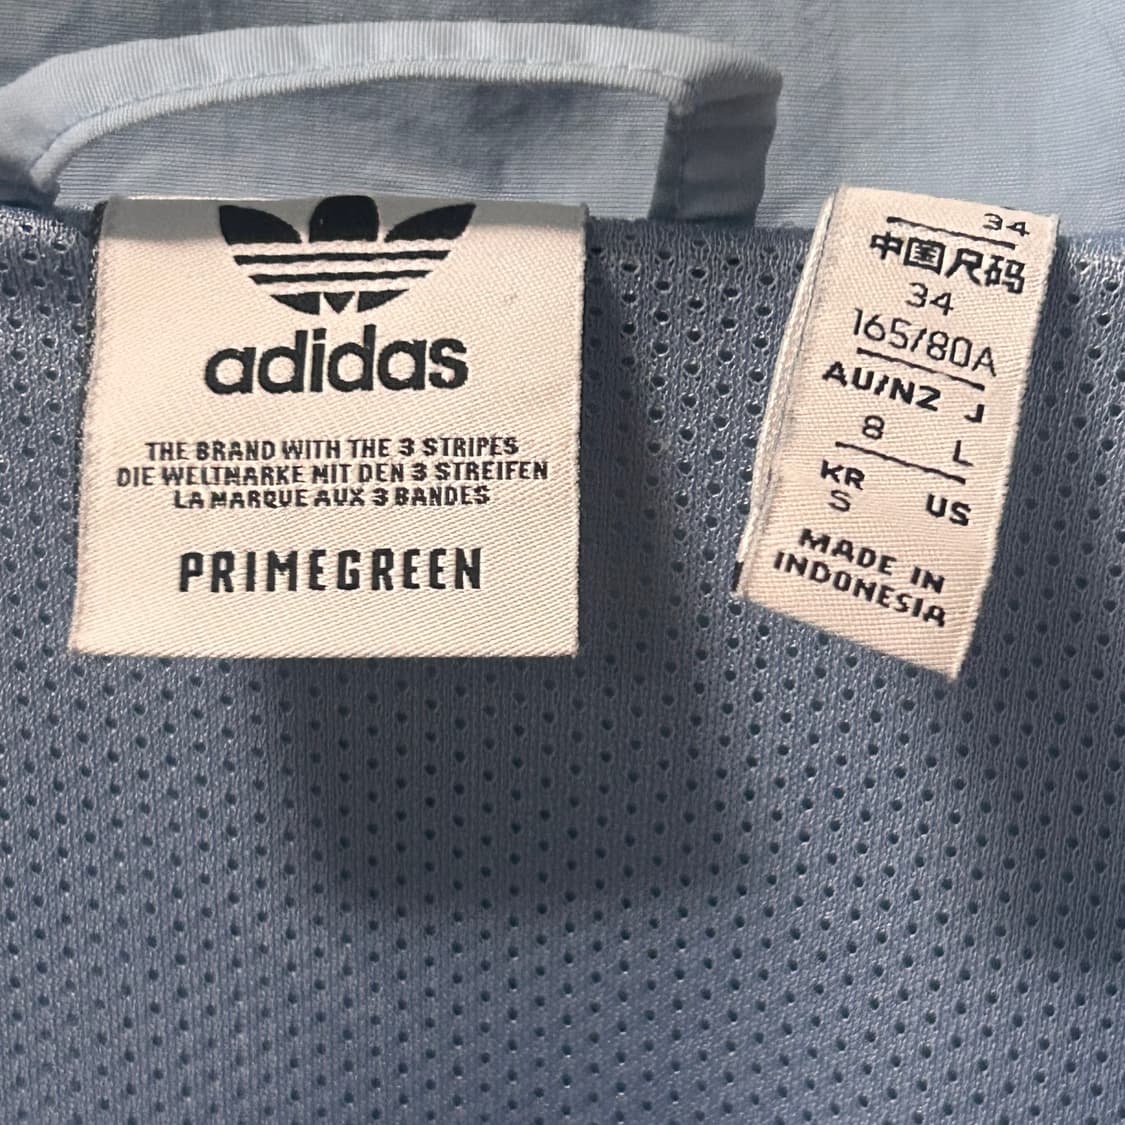 adidas
THE BRAND WITH THE 3 STRIPES
DIE WELTMARKE MIT DEN 3 STREIFEN
LA MARQUE AUX 3 BANDES
PRIMEGREEN
34
中国尺码
34
165/80A
AU/NZ J
8 L
KR US
S
MADE IN
INDONESIA